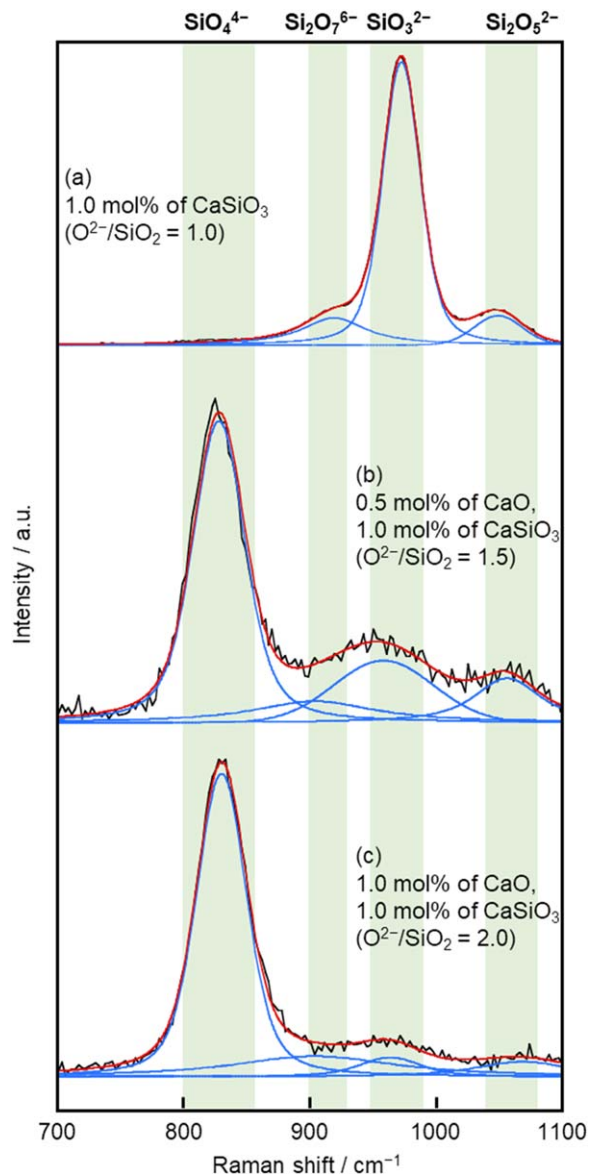 SiO₄⁴⁻ Si₂O₇⁶⁻ SiO₃²⁻ Si₂O₅²⁻
(a)
1.0 mol% of CaSiO₃
(O²⁻/SiO₂ = 1.0)
(b)
0.5 mol% of CaO,
1.0 mol% of CaSiO₃
(O²⁻/SiO₂ = 1.5)
Intensity / a.u.
(c)
1.0 mol% of CaO,
1.0 mol% of CaSiO₃
(O²⁻/SiO₂ = 2.0)
700 800 900 1000 1100
Raman shift / cm⁻¹